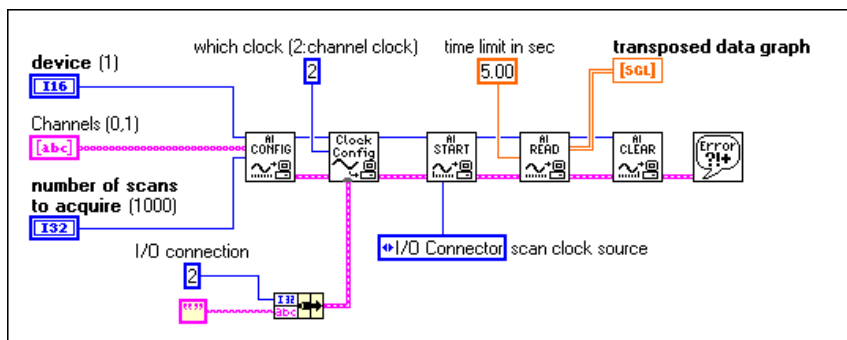 which clock (2:channel clock)
time limit in sec
transposed data graph
device (1)
2
5.00
[SGL]
I16
Channels (0,1)
[abc]
AI CONFIG
Clock Config
AI START
AI READ
AI CLEAR
Error ?!+
number of scans
to acquire (1000)
I32
I/O connection
I/O Connector scan clock source
2
I32
abc
""